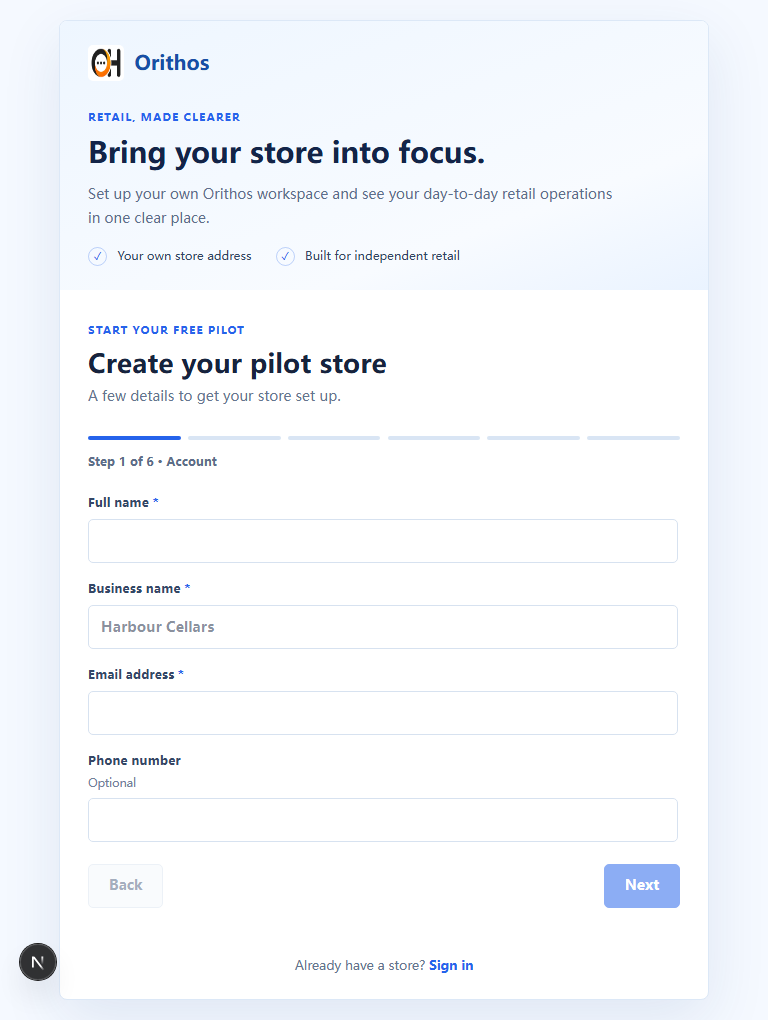 OH
Orithos
RETAIL, MADE CLEARER
Bring your store into focus.
Set up your own Orithos workspace and see your day-to-day retail operations
in one clear place.
✓ Your own store address ✓ Built for independent retail
START YOUR FREE PILOT
Create your pilot store
A few details to get your store set up.
Step 1 of 6 • Account
Full name *
Business name *
Harbour Cellars
Email address *
Phone number
Optional
Back Next
N
Already have a store? Sign in